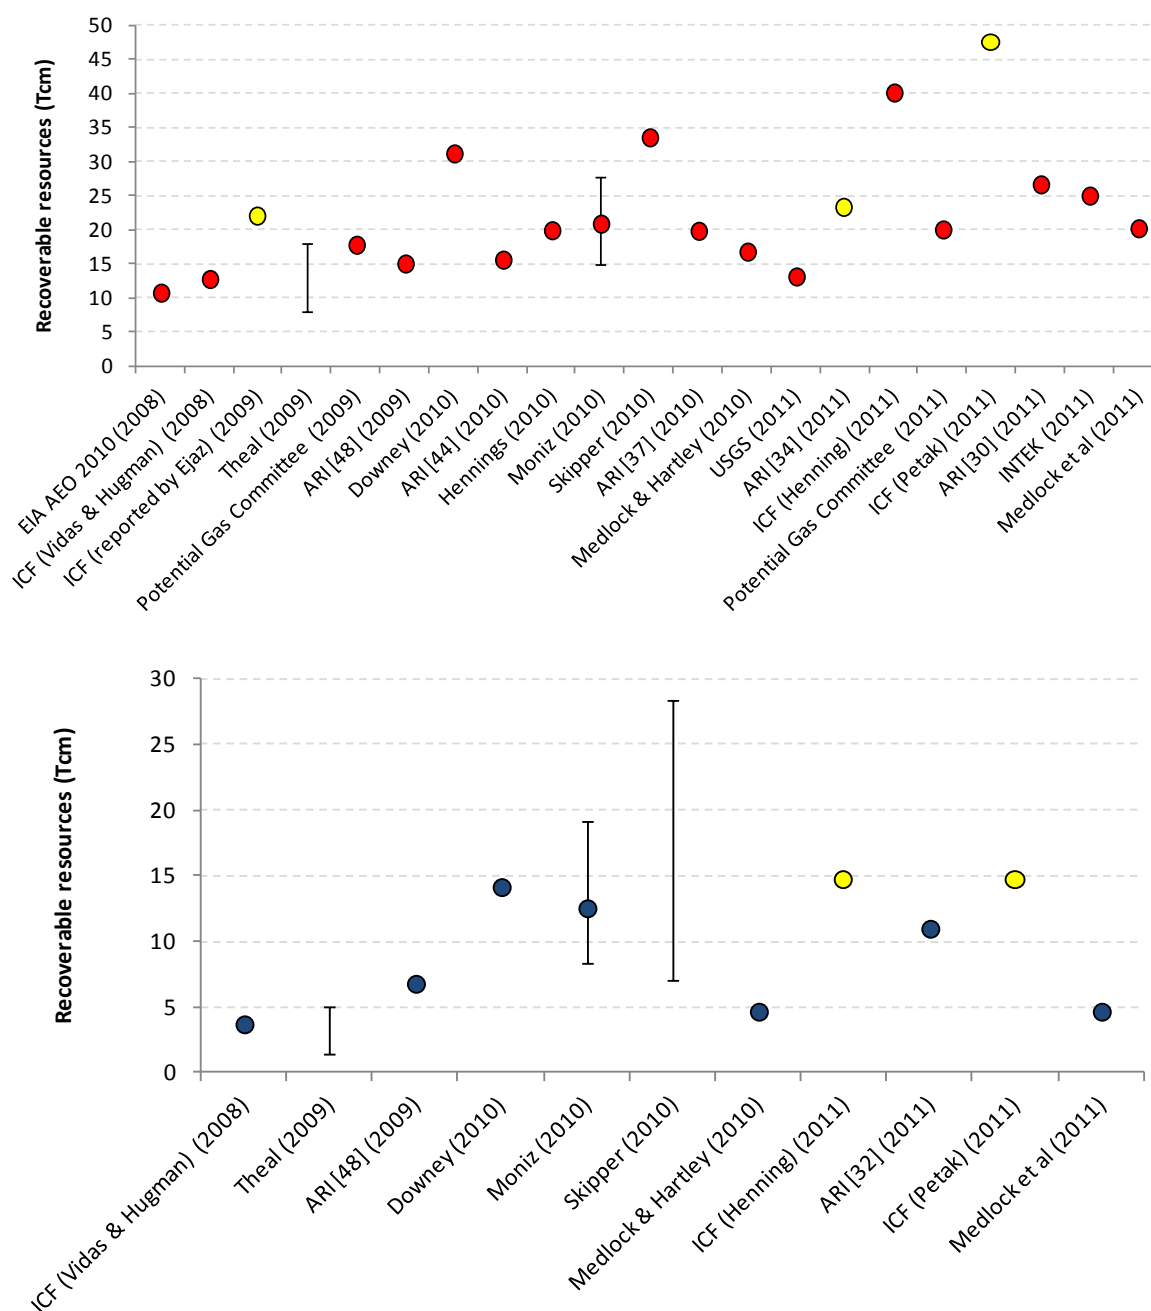 Recoverable resources (Tcm)
50
45
40
35
30
25
20
15
10
5
0
EIA AEO 2010 (2008)
ICF (Vidas & Hugman) (2008)
ICF (reported by Ejaz) (2009)
Theal (2009)
Potential Gas Committee (2009)
ARI [48] (2009)
Downey (2010)
ARI [44] (2010)
Hennings (2010)
Moniz (2010)
Skipper (2010)
ARI [37] (2010)
Medlock & Hartley (2010)
USGS (2011)
ARI [34] (2011)
ICF (Henning) (2011)
Potential Gas Committee (2011)
ICF (Petak) (2011)
ARI [30] (2011)
INTEK (2011)
Medlock et al (2011)
Recoverable resources (Tcm)
30
25
20
15
10
5
0
ICF (Vidas & Hugman) (2008)
Theal (2009)
ARI [48] (2009)
Downey (2010)
Moniz (2010)
Skipper (2010)
Medlock & Hartley (2010)
ICF (Henning) (2011)
ARI [32] (2011)
ICF (Petak) (2011)
Medlock et al (2011)